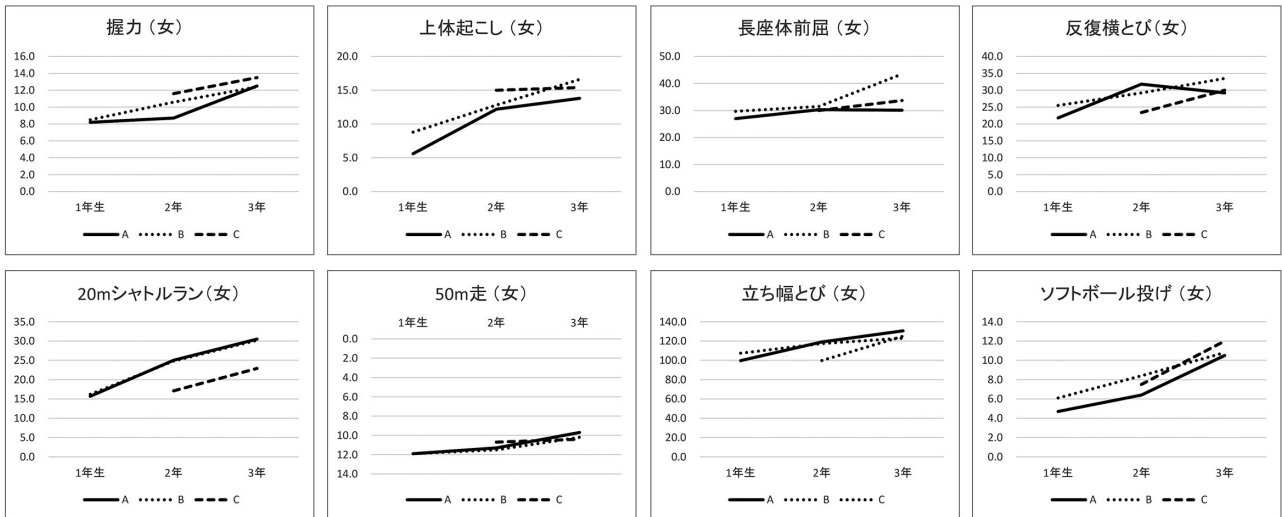 握力（女）
16.0
14.0
12.0
10.0
8.0
6.0
4.0
2.0
0.0
1年生 2年 3年
A B C
上体起こし（女）
20.0
15.0
10.0
5.0
0.0
1年生 2年 3年
A B C
長座体前屈（女）
50.0
40.0
30.0
20.0
10.0
0.0
1年生 2年 3年
A B C
反復横とび（女）
40.0
35.0
30.0
25.0
20.0
15.0
10.0
5.0
0.0
1年生 2年 3年
A B C
20mシャトルラン（女）
35.0
30.0
25.0
20.0
15.0
10.0
5.0
0.0
1年生 2年 3年
A B C
50m走（女）
1年生 2年 3年
0.0
2.0
4.0
6.0
8.0
10.0
12.0
14.0
A B C
立ち幅とび（女）
140.0
120.0
100.0
80.0
60.0
40.0
20.0
0.0
1年生 2年 3年
A B C
ソフトボール投げ（女）
14.0
12.0
10.0
8.0
6.0
4.0
2.0
0.0
1年生 2年 3年
A B C